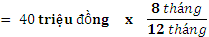 = 40 triệu đồng x 8 tháng
12 tháng